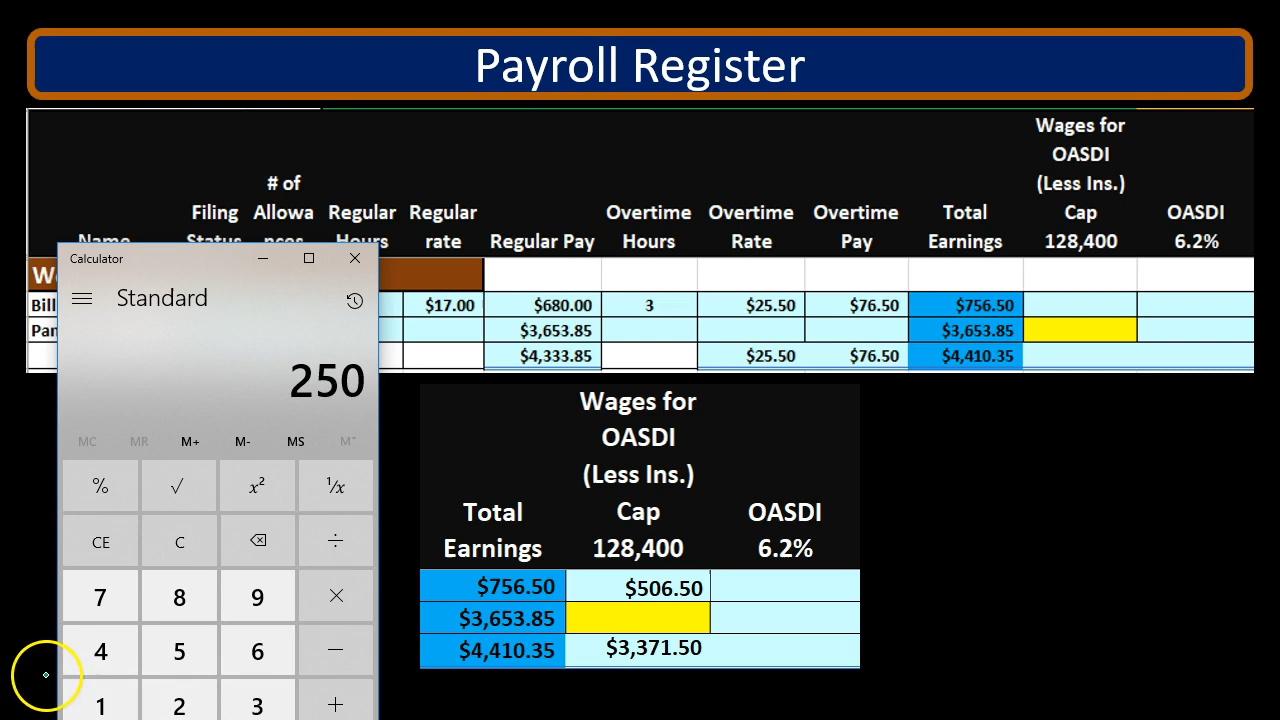 Payroll Register
Wages for
OASDI
# of (Less Ins.)
Filing Allowa Regular Regular Overtime Overtime Overtime Total Cap OASDI
Name Status nces Hours rate Regular Pay Hours Rate Pay Earnings 128,400 6.2%
Bill $17.00 $680.00 3 $25.50 $76.50 $756.50
$3,653.85 $3,653.85
$4,333.85 $25.50 $76.50 $4,410.35
Calculator
Standard
250
MC MR M+ M- MS M˅
% √ x² ¹/x
CE C ⌫ ÷
7 8 9 ×
4 5 6 −
1 2 3 +
Wages for
OASDI
(Less Ins.)
Total Cap OASDI
Earnings 128,400 6.2%
$756.50 $506.50
$3,653.85
$4,410.35 $3,371.50